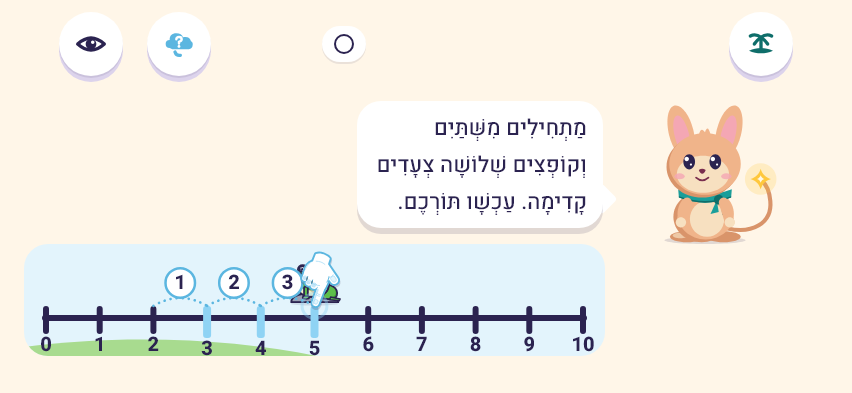 ?
מַתְחִילִים מִשְּׁתַּיִם
וְקוֹפְצִים שְׁלוֹשָׁה צְעָדִים
קָדִימָה. עַכְשָׁו תּוֹרְכֶם.
1 2 3
0 1 2 3 4 5 6 7 8 9 10